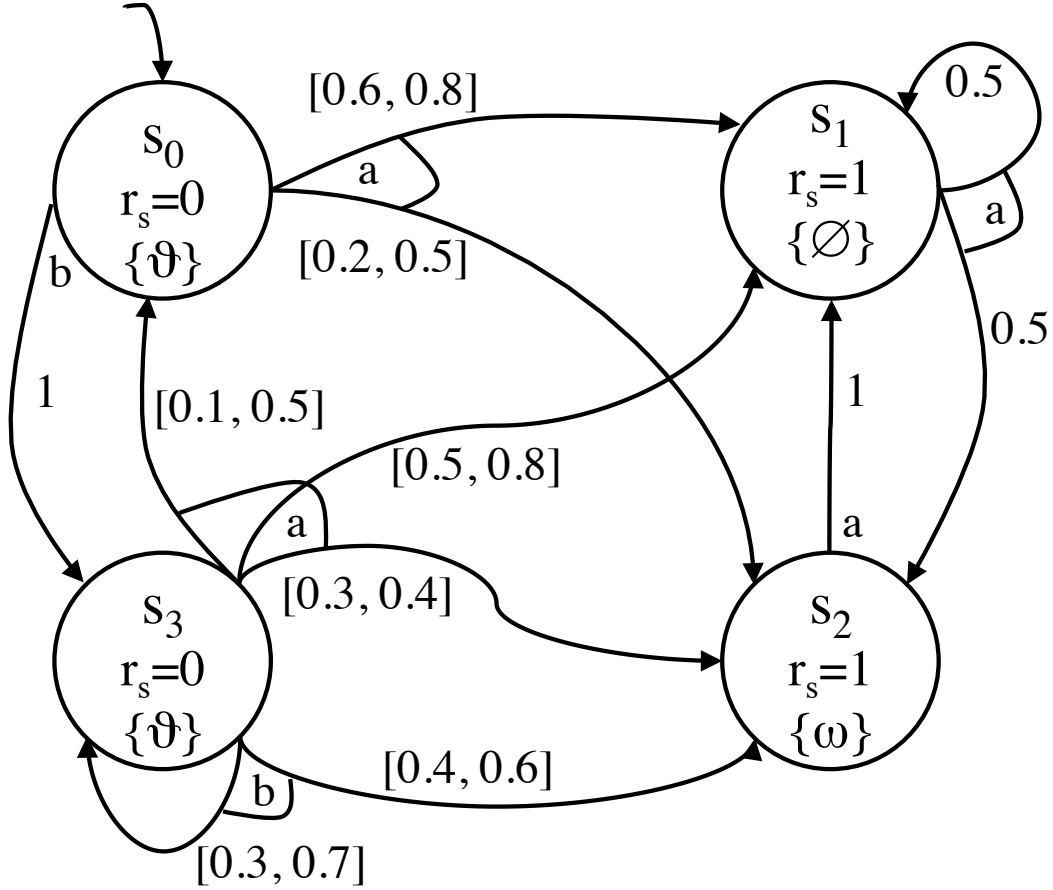 s₀
rₛ=0
{ϑ}
[0.6, 0.8]
a
[0.2, 0.5]
s₁
rₛ=1
{∅}
0.5
a
0.5
b
1
[0.1, 0.5]
[0.5, 0.8]
a
[0.3, 0.4]
1
a
s₃
rₛ=0
{ϑ}
s₂
rₛ=1
{ω}
b
[0.4, 0.6]
[0.3, 0.7]